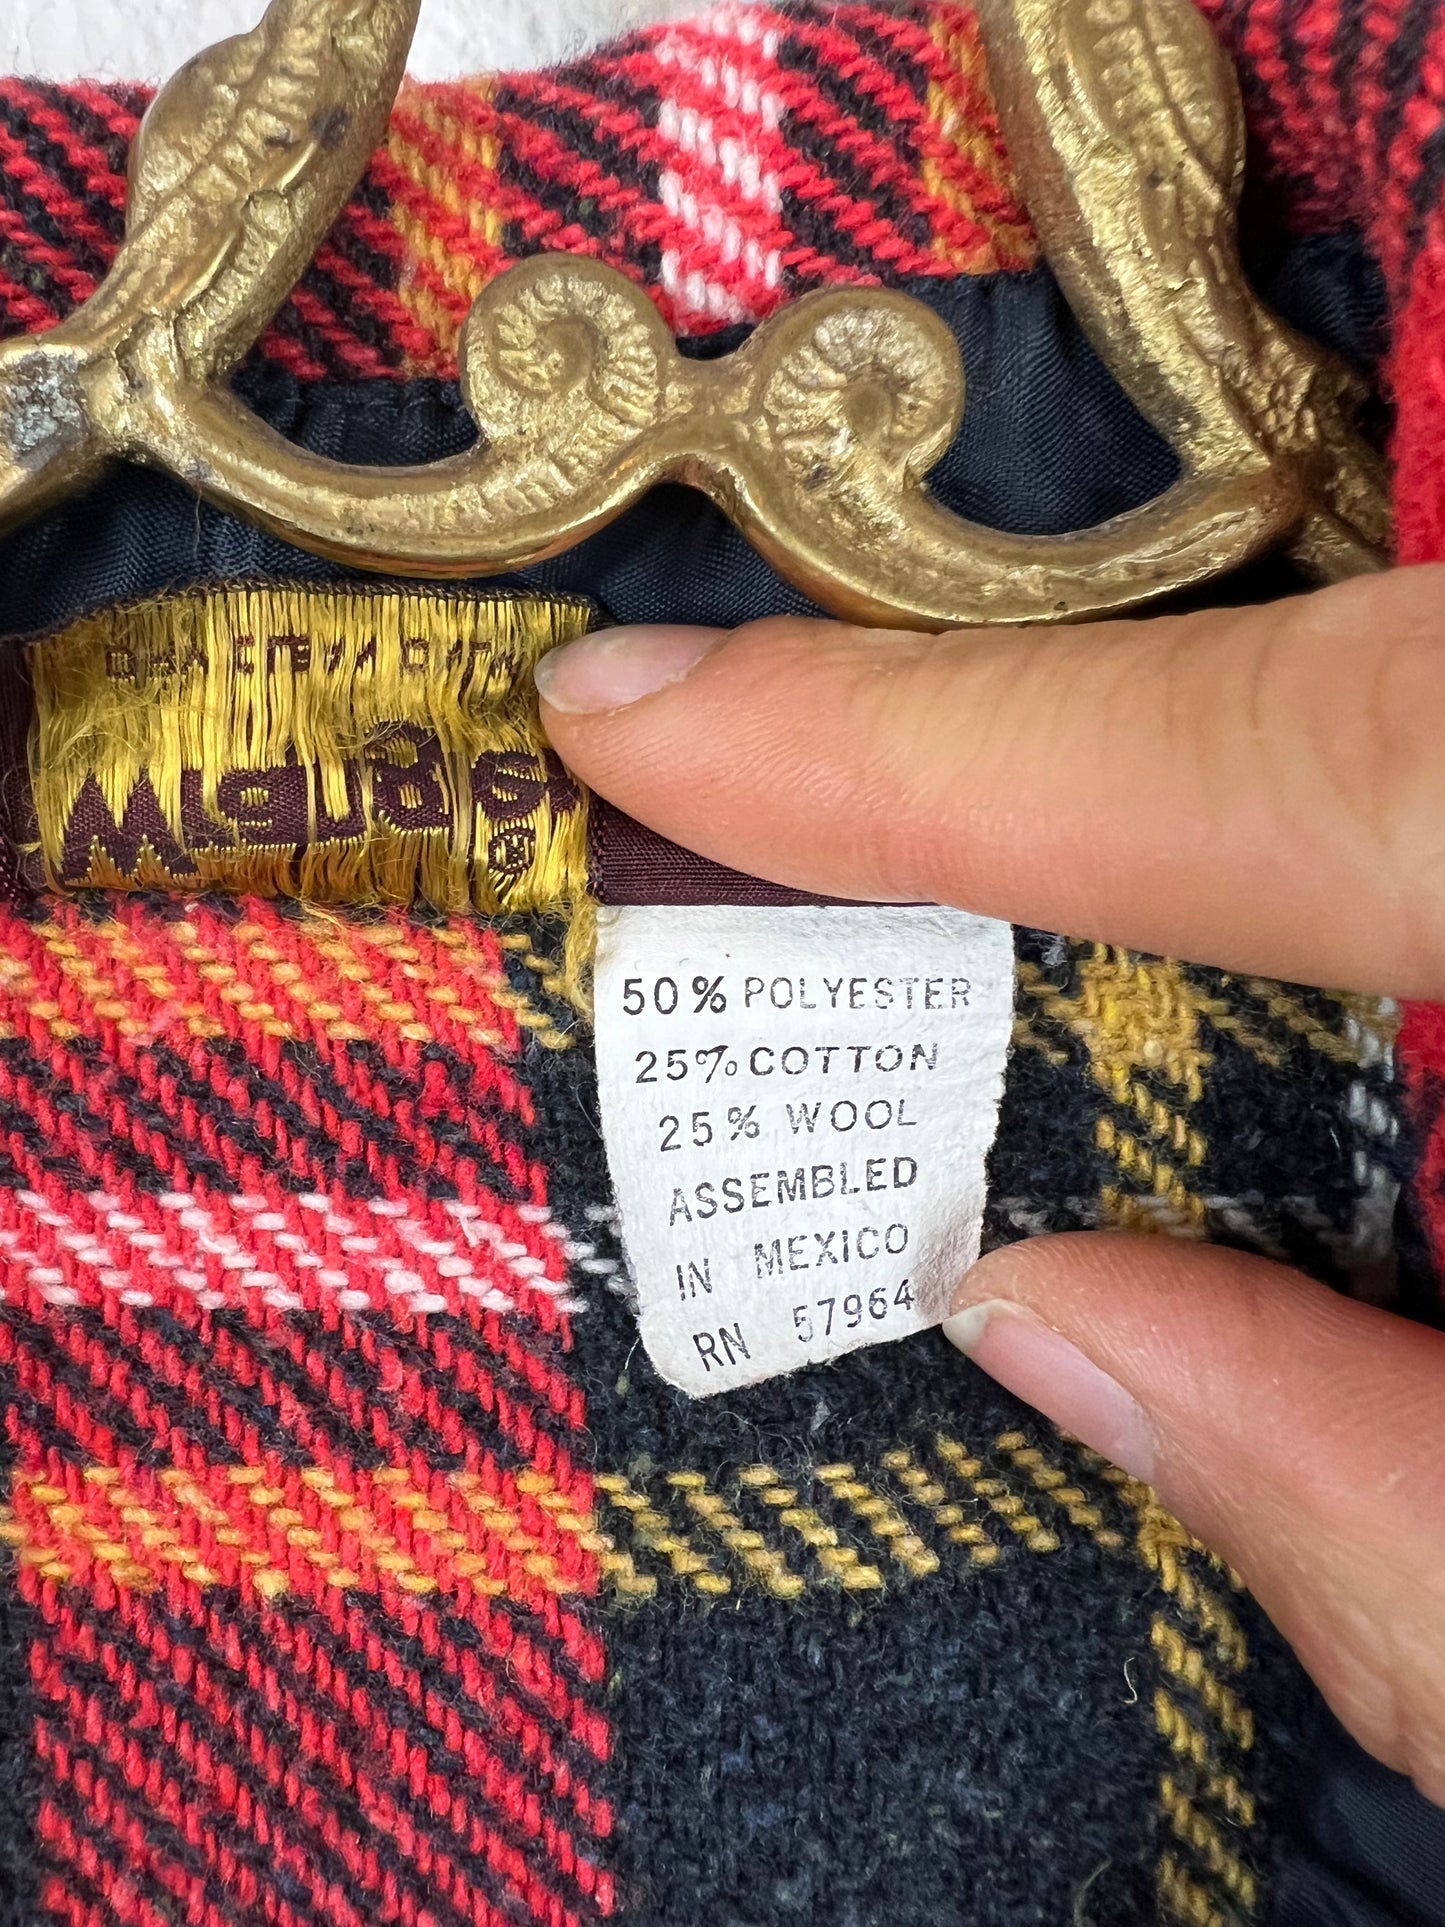 ®
50% POLYESTER
25% COTTON
25% WOOL
ASSEMBLED
IN MEXICO
RN 57964